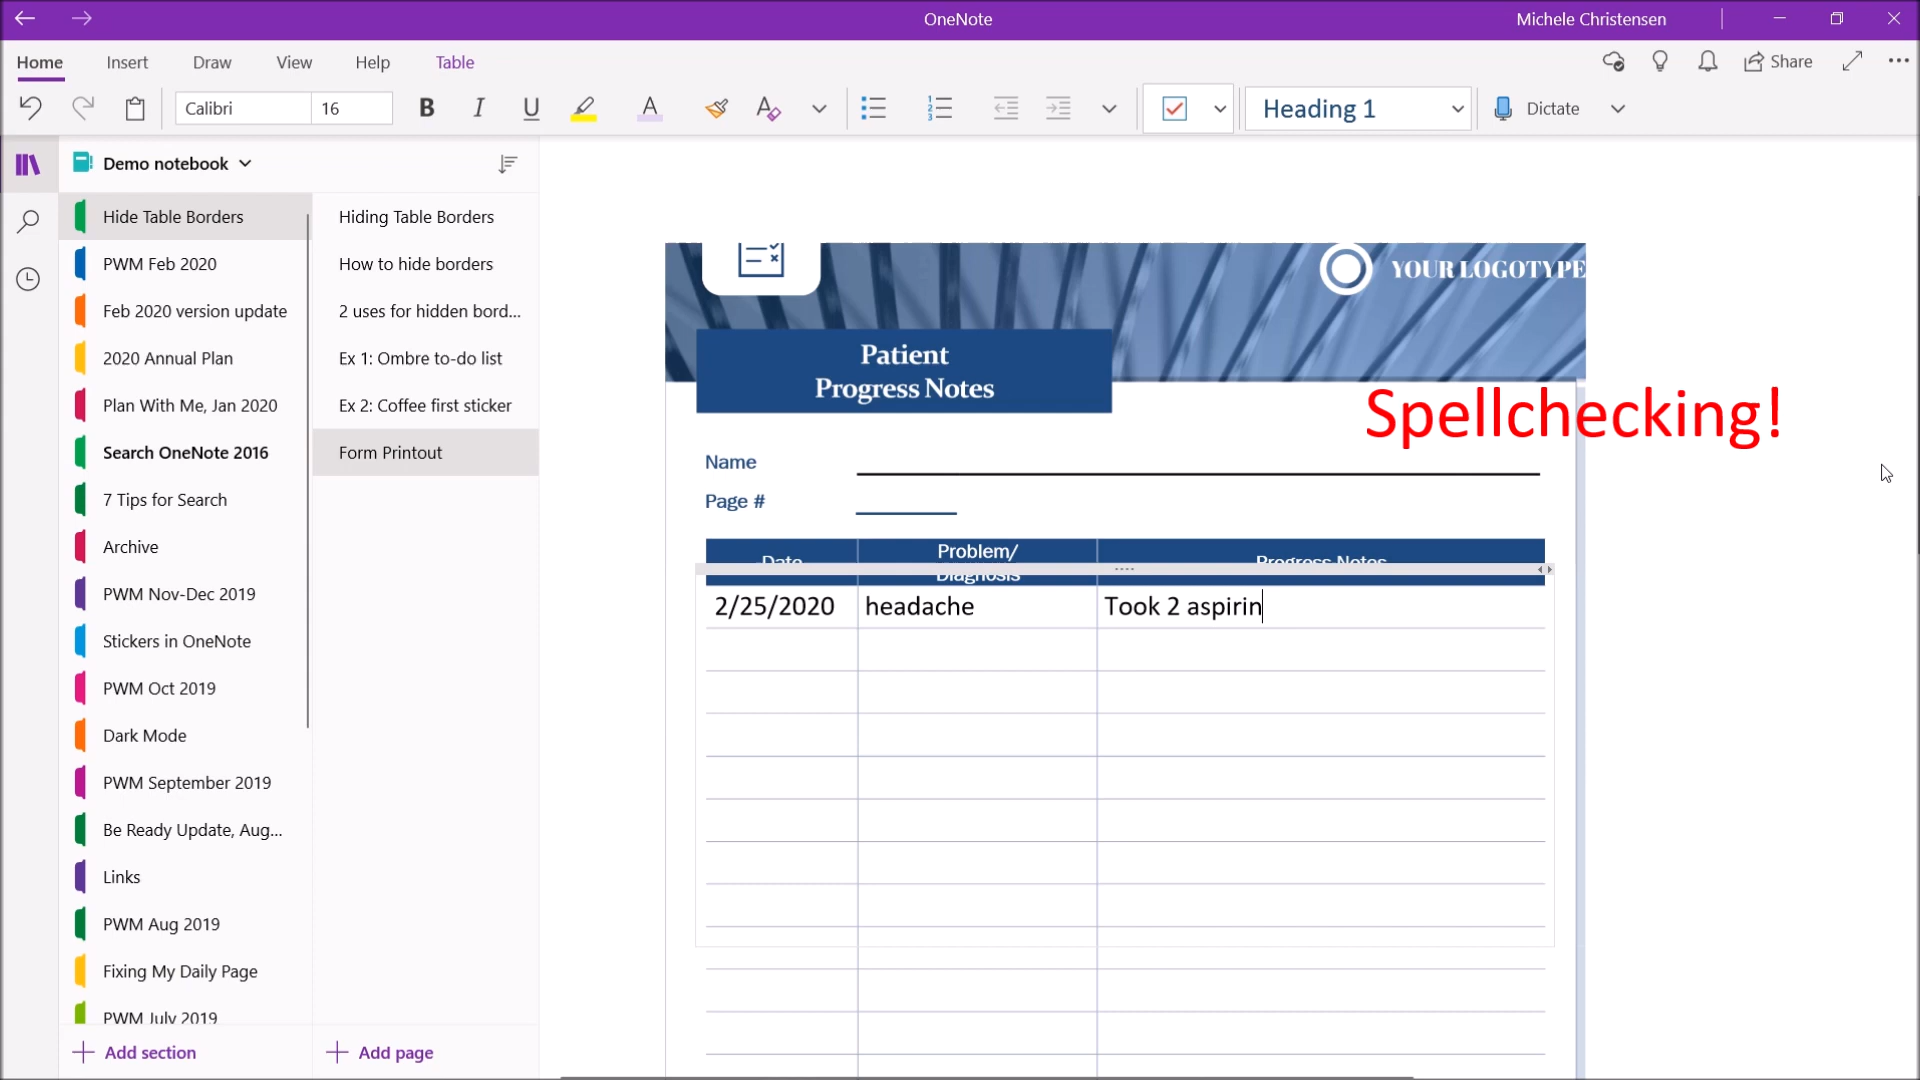 OneNote
Michele Christensen
Home
Insert
Draw
View
Help
Table
Share
Calibri
16
B
I
U
A
A
Heading 1
Dictate
Demo notebook
Hide Table Borders
PWM Feb 2020
Feb 2020 version update
2020 Annual Plan
Plan With Me, Jan 2020
Search OneNote 2016
7 Tips for Search
Archive
PWM Nov-Dec 2019
Stickers in OneNote
PWM Oct 2019
Dark Mode
PWM September 2019
Be Ready Update, Aug...
Links
PWM Aug 2019
Fixing My Daily Page
PWM July 2019
Add section
Hiding Table Borders
How to hide borders
2 uses for hidden bord...
Ex 1: Ombre to-do list
Ex 2: Coffee first sticker
Form Printout
Add page
YOUR LOGOTYPE
Patient
Progress Notes
Spellchecking!
Name
Page #
Date
Problem/
Diagnosis
Progress Notes
2/25/2020
headache
Took 2 aspirin